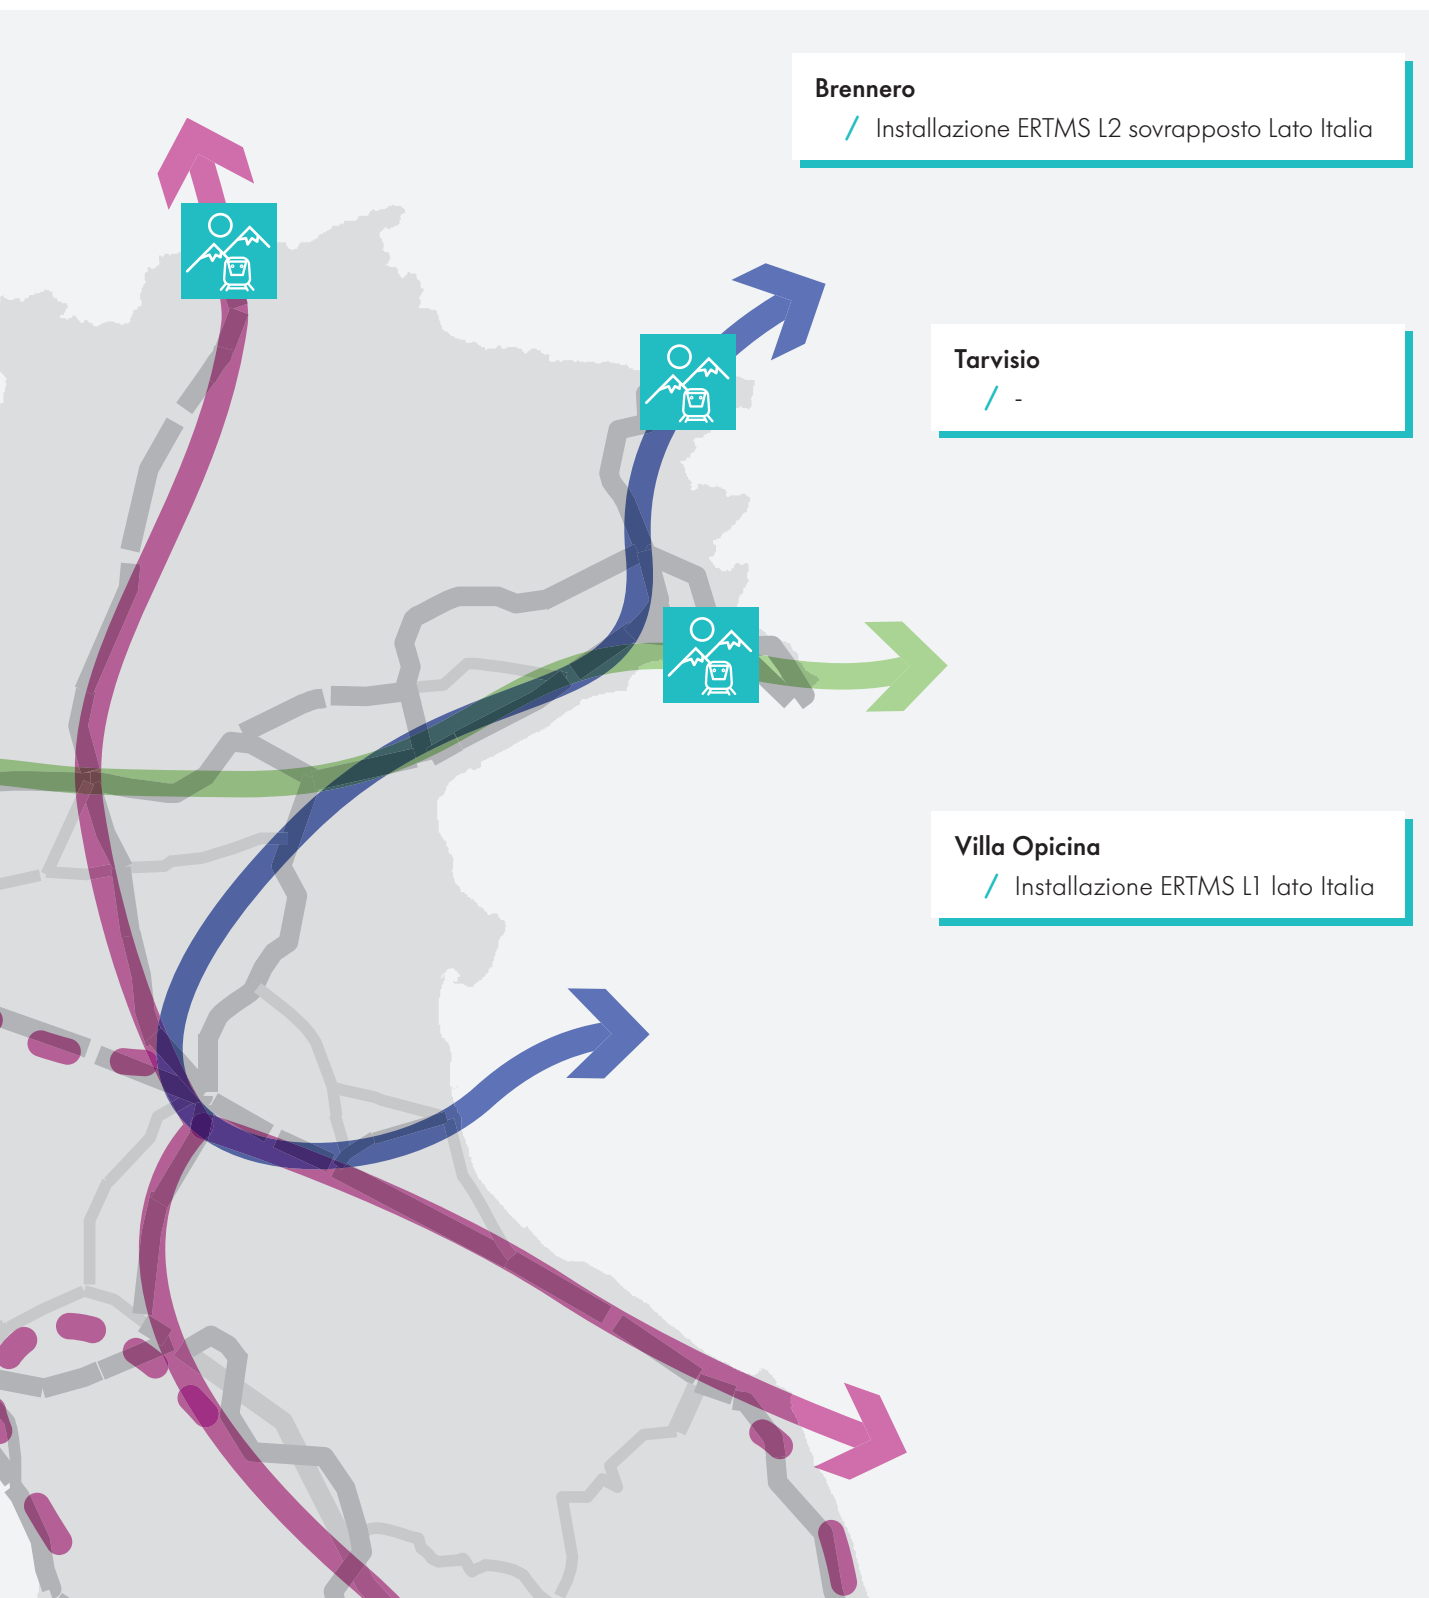 Brennero
/ Installazione ERTMS L2 sovrapposto Lato Italia
Tarvisio
/ -
Villa Opicina
/ Installazione ERTMS L1 lato Italia